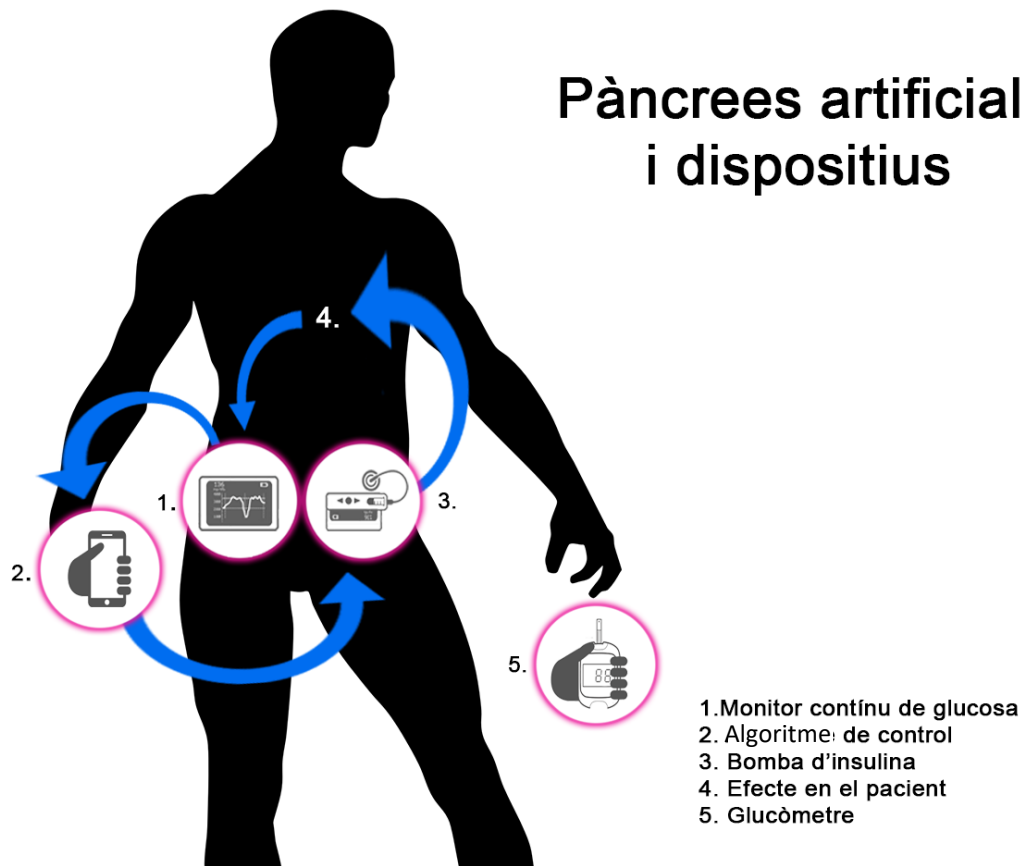 Pàncrees artificial
i dispositius
4.
1.
3.
2.
5.
1.Monitor contínu de glucosa
2. Algoritme de control
3. Bomba d'insulina
4. Efecte en el pacient
5. Glucòmetre